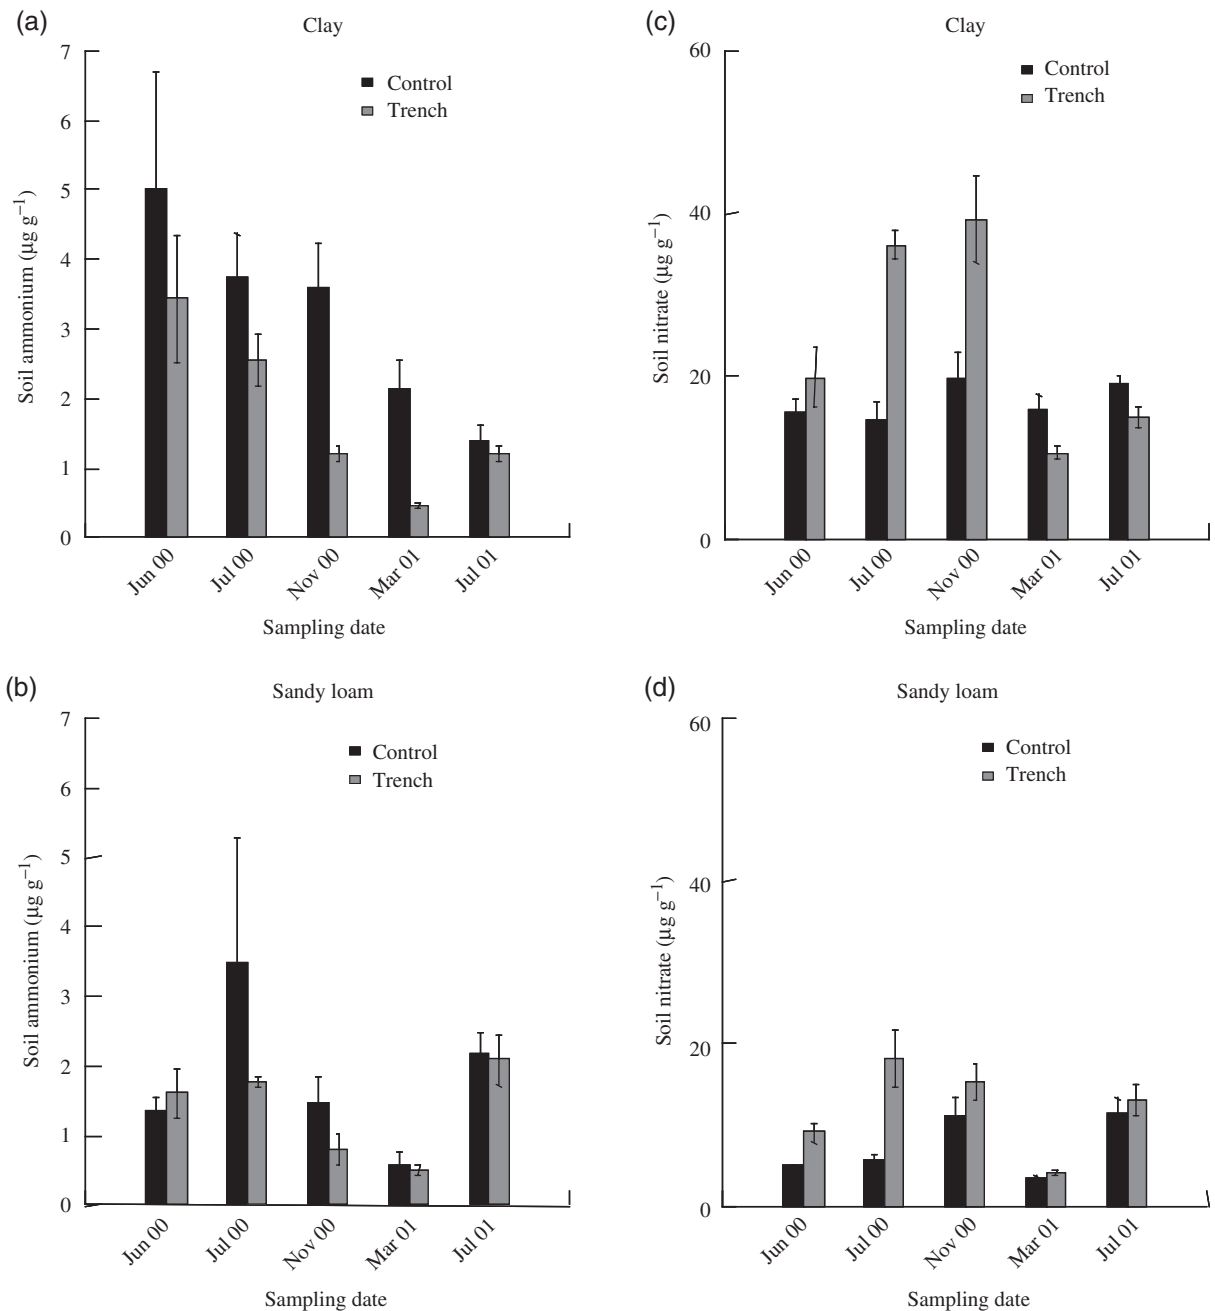 (a)
Clay
7
6
5
4
3
2
1
0
Soil ammonium (µg g−1)
Control
Trench
Jun 00
Jul 00
Nov 00
Mar 01
Jul 01
Sampling date
(c)
Clay
60
40
20
0
Soil nitrate (µg g−1)
Control
Trench
Jun 00
Jul 00
Nov 00
Mar 01
Jul 01
Sampling date
(b)
Sandy loam
7
6
5
4
3
2
1
0
Soil ammonium (µg g−1)
Control
Trench
Jun 00
Jul 00
Nov 00
Mar 01
Jul 01
Sampling date
(d)
Sandy loam
60
40
20
0
Soil nitrate (µg g−1)
Control
Trench
Jun 00
Jul 00
Nov 00
Mar 01
Jul 01
Sampling date